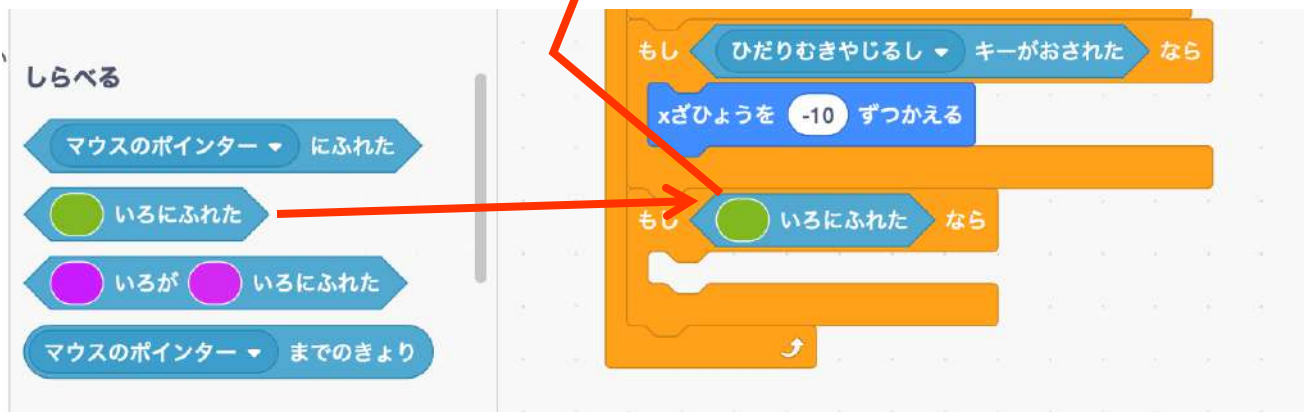 しらべる
マウスのポインター にふれた
いろにふれた
いろが いろにふれた
マウスのポインター までのきょり
もし ひだりむきやじるし キーがおされた なら
xざひょうを -10 ずつかえる
もし いろにふれた なら